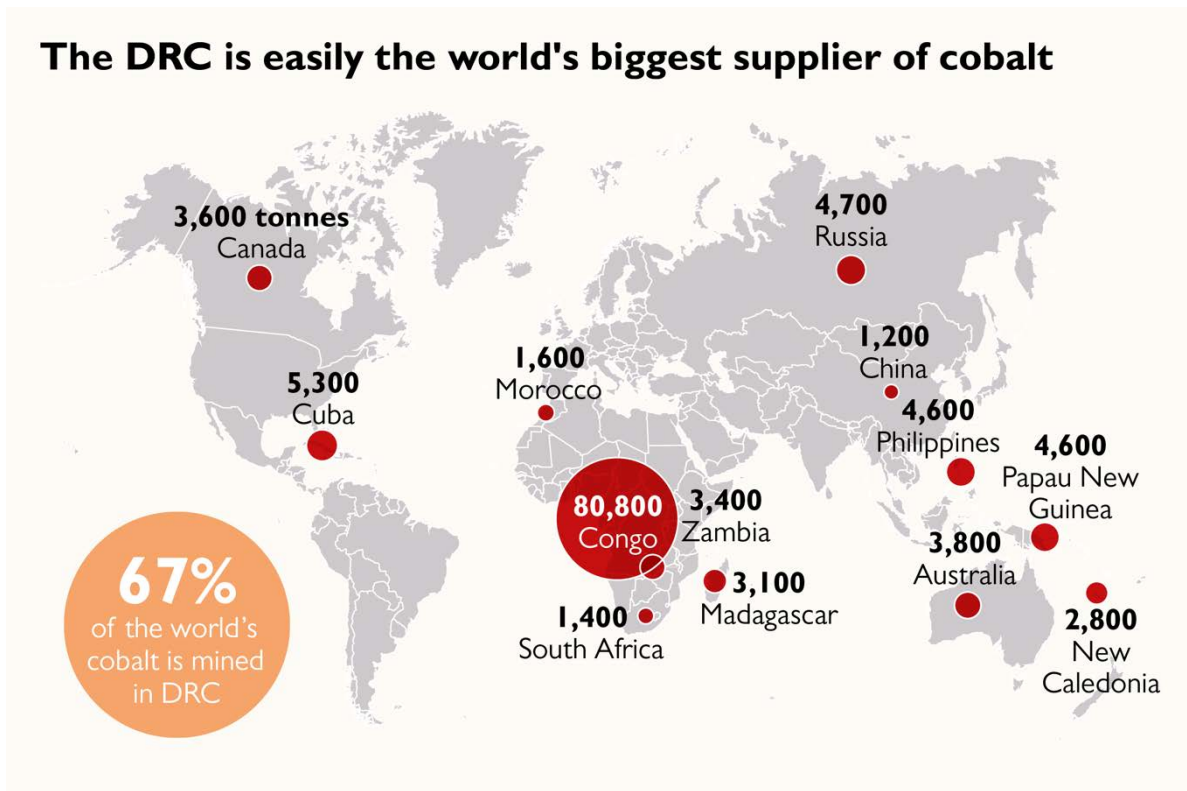 The DRC is easily the world's biggest supplier of cobalt
3,600 tonnes
Canada
4,700
Russia
1,200
China
1,600
Morocco
5,300
Cuba
4,600
Philippines
4,600
Papau New
Guinea
80,800
Congo
3,400
Zambia
3,800
Australia
3,100
Madagascar
1,400
South Africa
2,800
New
Caledonia
67%
of the world’s
cobalt is mined
in DRC